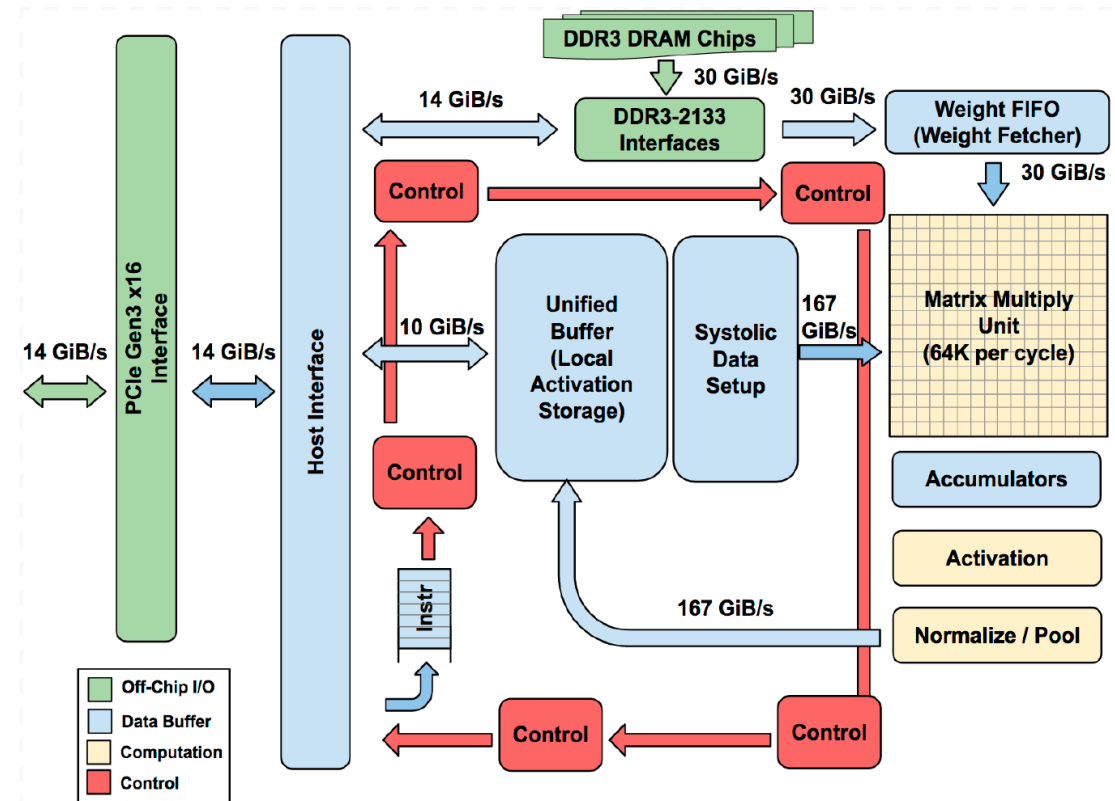 DDR3 DRAM Chips
30 GiB/s
14 GiB/s
DDR3-2133
Interfaces
30 GiB/s
Weight FIFO
(Weight Fetcher)
30 GiB/s
Control
Control
PCIe Gen3 x16
Interface
14 GiB/s
14 GiB/s
Host Interface
10 GiB/s
Unified
Buffer
(Local
Activation
Storage)
Systolic
Data
Setup
167
GiB/s
Matrix Multiply
Unit
(64K per cycle)
Control
Accumulators
Activation
Instr
167 GiB/s
Normalize / Pool
Control
Control
Off-Chip I/O
Data Buffer
Computation
Control